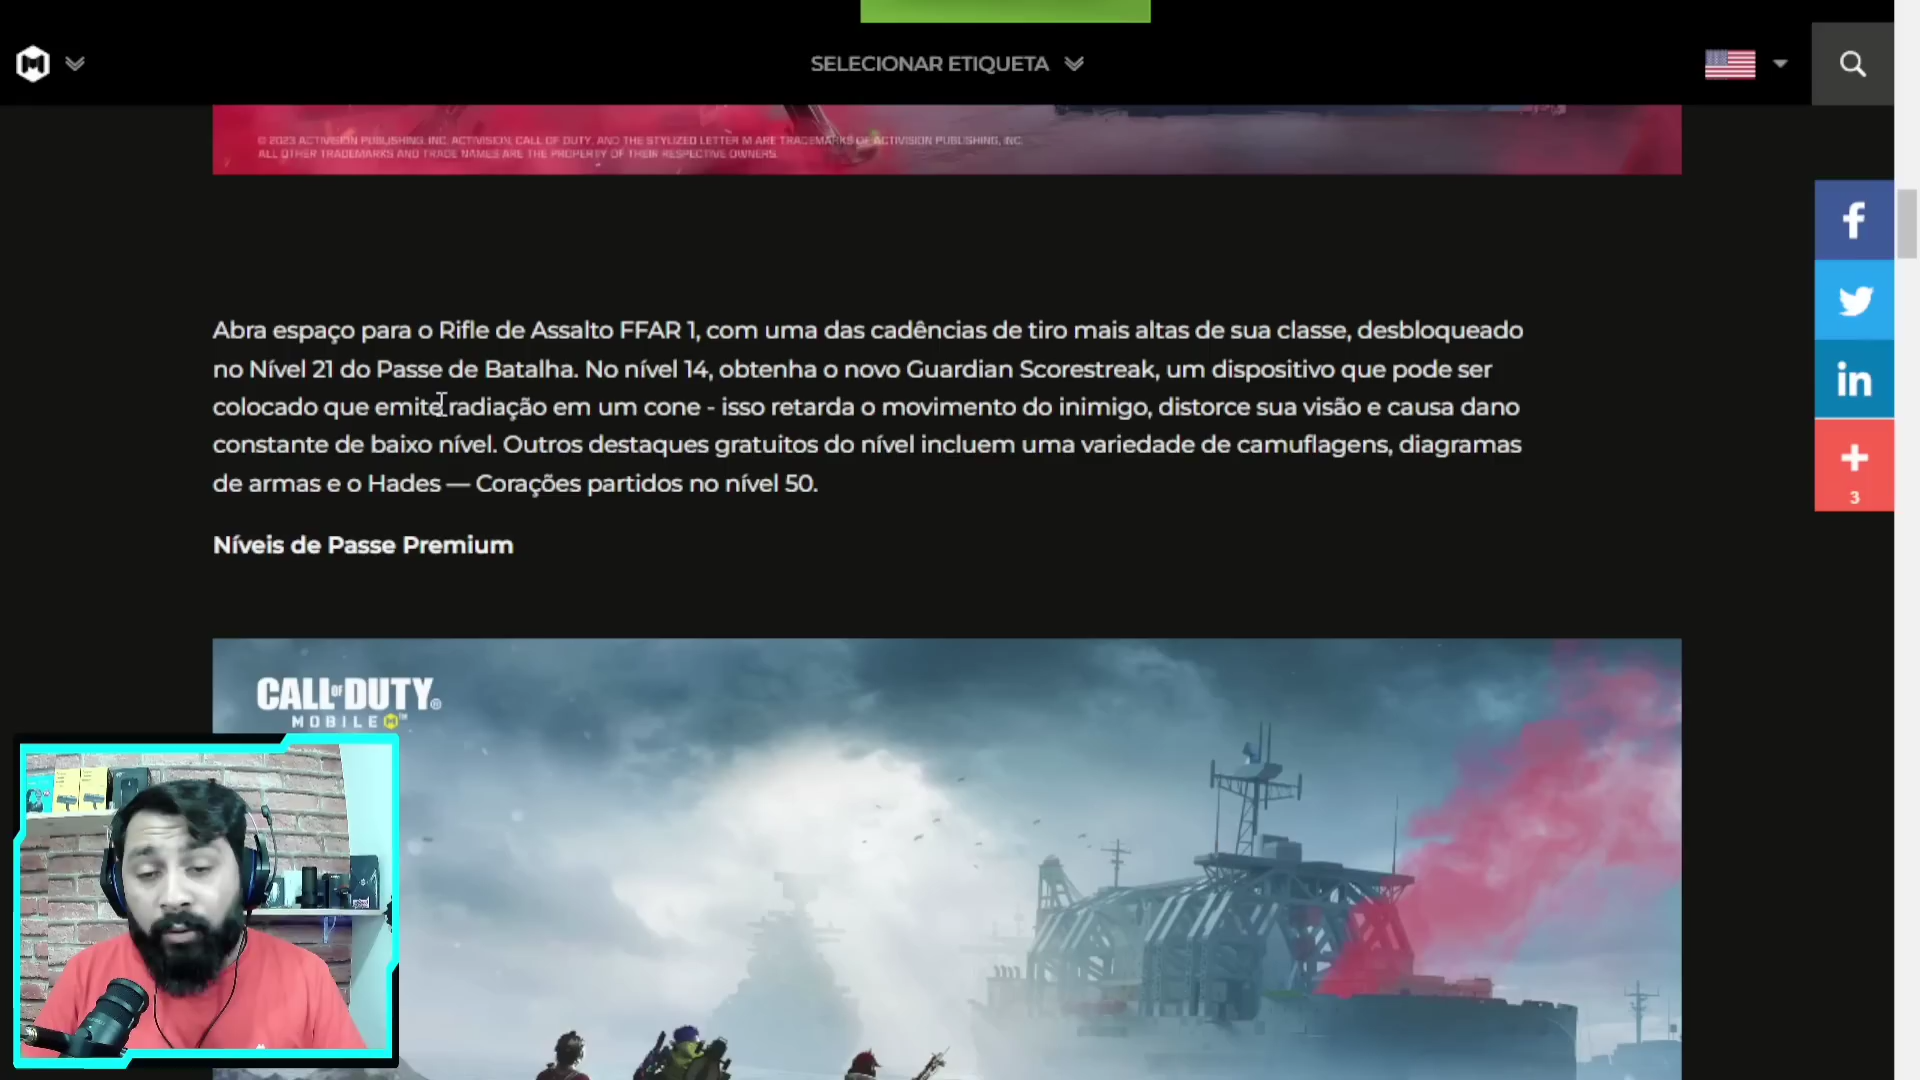 SELECIONAR ETIQUETA
© 2023 ACTIVISION PUBLISHING, INC. ACTIVISION, CALL OF DUTY, AND THE STYLIZED LETTER M ARE TRADEMARKS OF ACTIVISION PUBLISHING, INC.
ALL OTHER TRADEMARKS AND TRADE NAMES ARE THE PROPERTY OF THEIR RESPECTIVE OWNERS.
Abra espaço para o Rifle de Assalto FFAR 1, com uma das cadências de tiro mais altas de sua classe, desbloqueado
no Nível 21 do Passe de Batalha. No nível 14, obtenha o novo Guardian Scorestreak, um dispositivo que pode ser
colocado que emite radiação em um cone - isso retarda o movimento do inimigo, distorce sua visão e causa dano
constante de baixo nível. Outros destaques gratuitos do nível incluem uma variedade de camuflagens, diagramas
de armas e o Hades — Corações partidos no nível 50.
Níveis de Passe Premium
CALL OF DUTY®
MOBILE M™
f
in
+
3